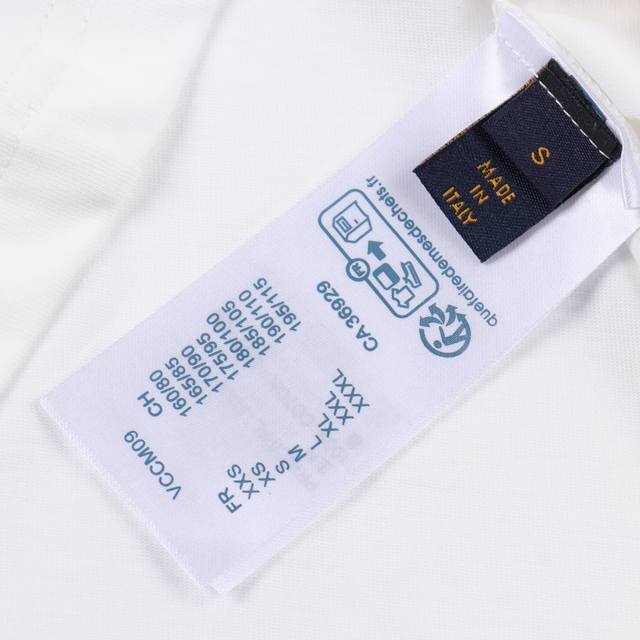 S
MADE
IN
ITALY
quefairedemesdechets.fr
FR
CA 36929
VCCM09
CH FR
160/80 XXS
165/85 XS
170/90 S
175/95 M
180/100 L
185/105 XL
190/110 XXL
195/115 XXXL